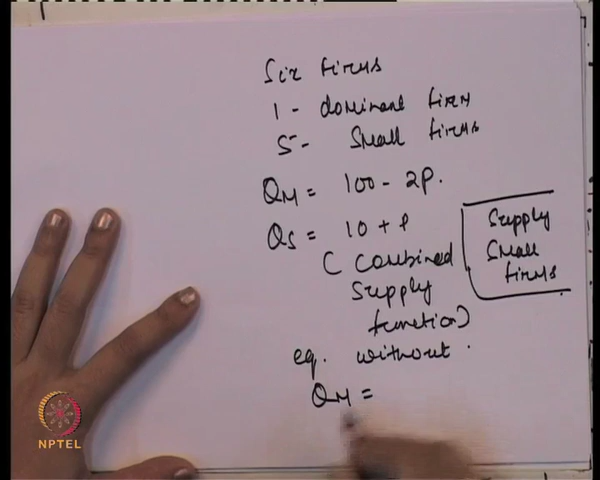 Six firms
1 - dominant firm
5 - Small firms
QM = 100 - 2P.
QS = 10 + P
( combined
supply
function)
Supply
Small
firms
eq. without
QM =
NPTEL